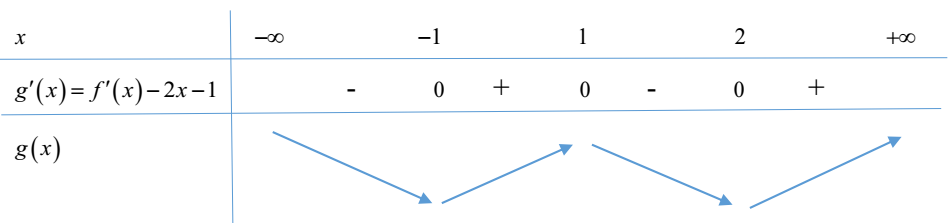 x −∞ −1 1 2 +∞
g′(x) = f′(x) − 2x − 1 - 0 + 0 - 0 +
g(x)